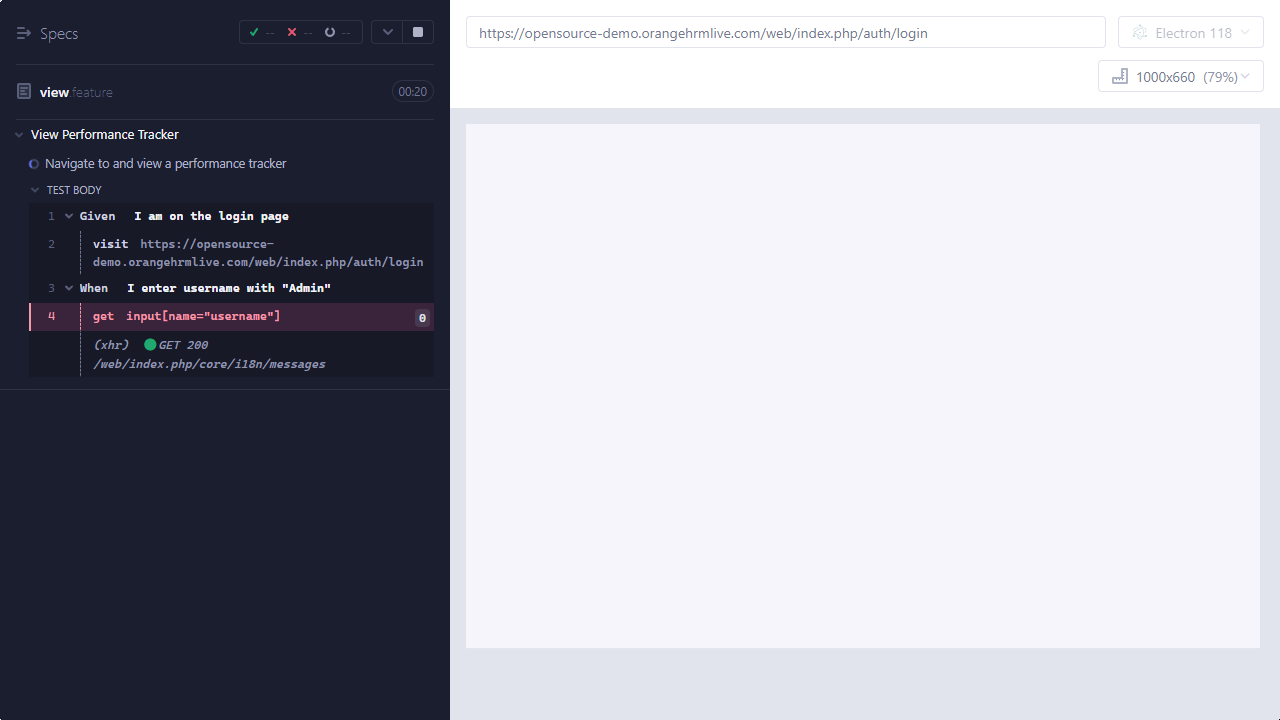 Specs
-- -- --
view.feature
00:20
View Performance Tracker
Navigate to and view a performance tracker
TEST BODY
1 Given I am on the login page
2 visit https://opensource-
demo.orangehrmlive.com/web/index.php/auth/login
3 When I enter username with "Admin"
4 get input[name="username"] 0
(xhr) GET 200
/web/index.php/core/i18n/messages
https://opensource-demo.orangehrmlive.com/web/index.php/auth/login
Electron 118
1000x660 (79%)